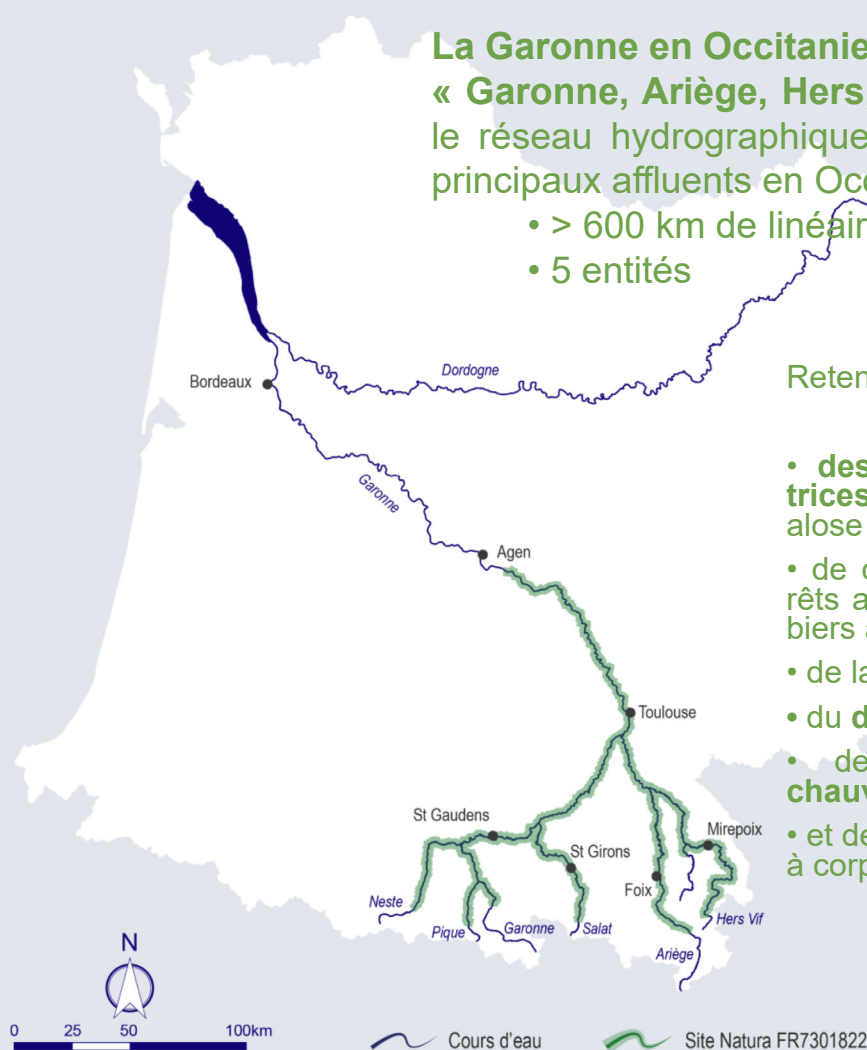 La Garonne en Occitanie
« Garonne, Ariège, Hers
le réseau hydrographique
principaux affluents en Occ
• > 600 km de linéair
• 5 entités
Dordogne
Bordeaux
Reten
Garonne
• des
trices
alose
Agen
• de
rêts a
biers
• de la
• du d
Toulouse
• de
chauv
St Gaudens
Mirepoix
• et de
à corp
St Girons
Foix
Neste
Pique
Garonne
Salat
Hers Vif
Ariège
N
0 25 50 100km
Cours d'eau
Site Natura FR7301822